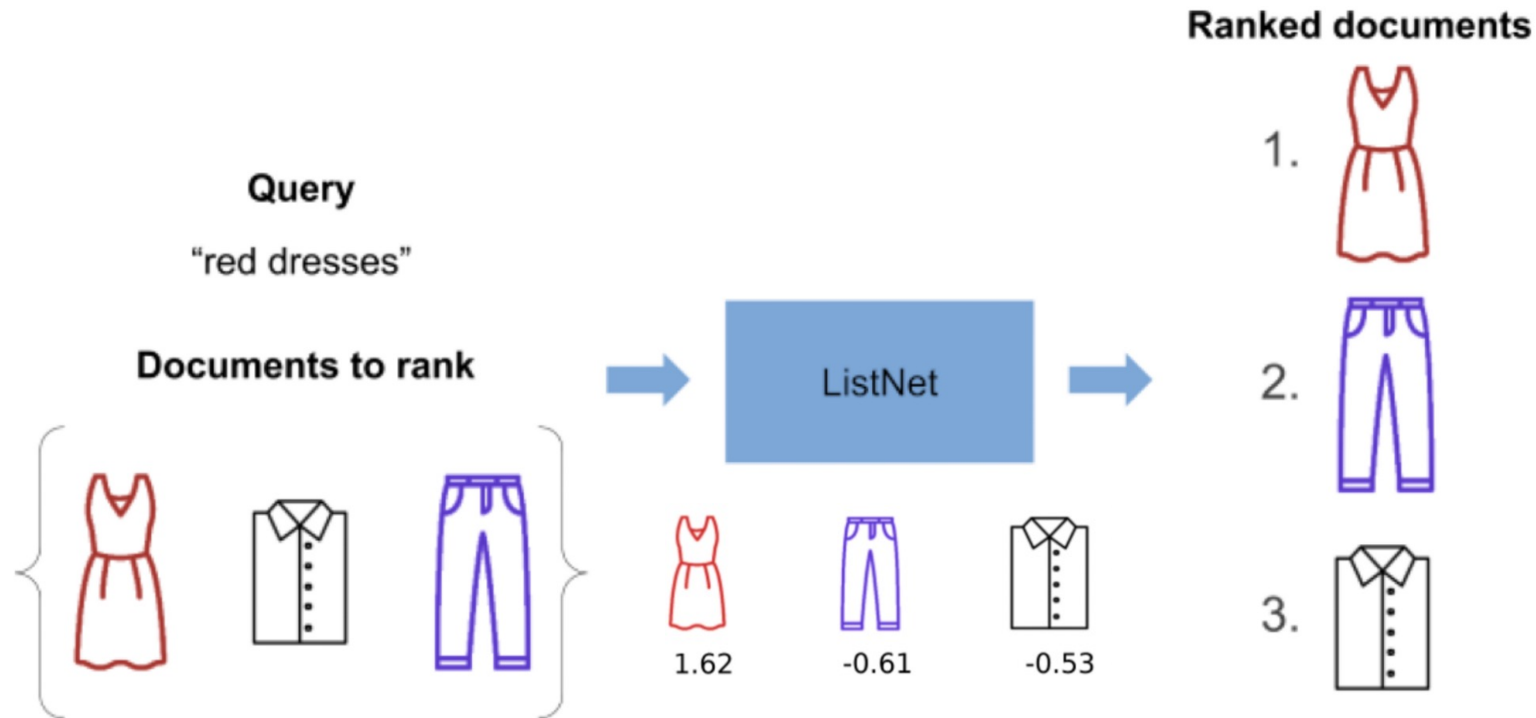 Query
“red dresses”
Documents to rank
ListNet
1.62
-0.61
-0.53
Ranked documents
1.
2.
3.